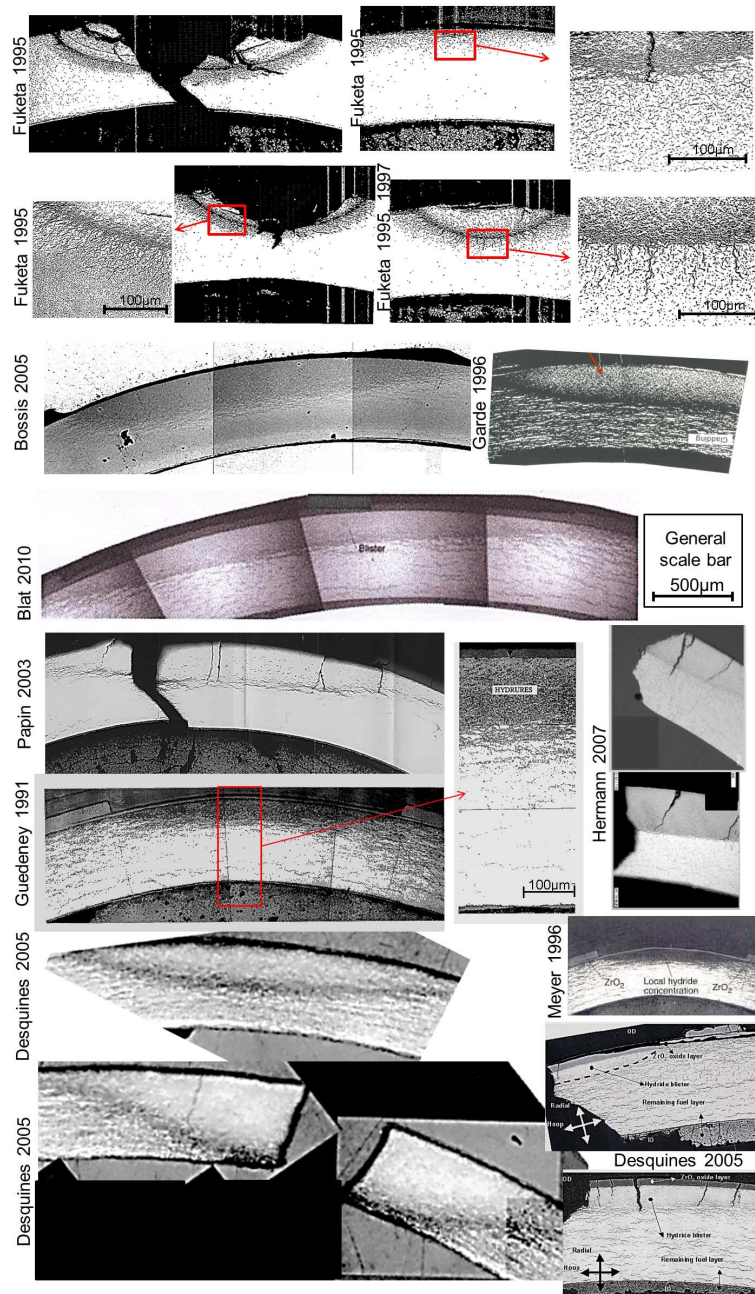 Fuketa 1995
Fuketa 1995
100µm
Fuketa 1995
100µm
Fuketa 1995, 1997
100µm
Bossis 2005
Garde 1996
Cladding
Blat 2010
Blister
General
scale bar
500µm
Papin 2003
HYDRURES
100µm
Hermann 2007
Guedeney 1991
Desquines 2005
Meyer 1996
ZrO2
Local hydride
concentration
ZrO2
OD
ZrO2 oxide layer
Hydride blister
Remaining fuel layer
Radial
Hoop
ID
Desquines 2005
Desquines 2005
OD
ZrO2 oxide layer
Hydride blister
Radial
Hoop
Remaining fuel layer
ID